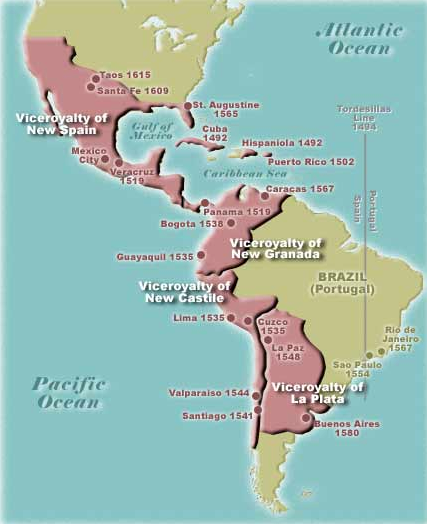 Atlantic
Ocean
Taos 1615
Santa Fe 1609
St. Augustine
1565
Viceroyalty of
New Spain
Gulf of
Mexico
Cuba
1492
Hispaniola 1492
Tordesillas
Line
1494
Mexico
City
Veracruz
1519
Puerto Rico 1502
Caribbean Sea
Caracas 1567
Panama 1519
Portugal
Spain
Bogota 1538
Viceroyalty of
New Granada
Guayaquil 1535
BRAZIL
(Portugal)
Viceroyalty of
New Castile
Lima 1535
Cuzco
1535
La Paz
1548
Rio de
Janeiro
1567
Sao Paulo
1554
Pacific
Ocean
Valparaiso 1544
Viceroyalty of
La Plata
Santiago 1541
Buenos Aires
1580